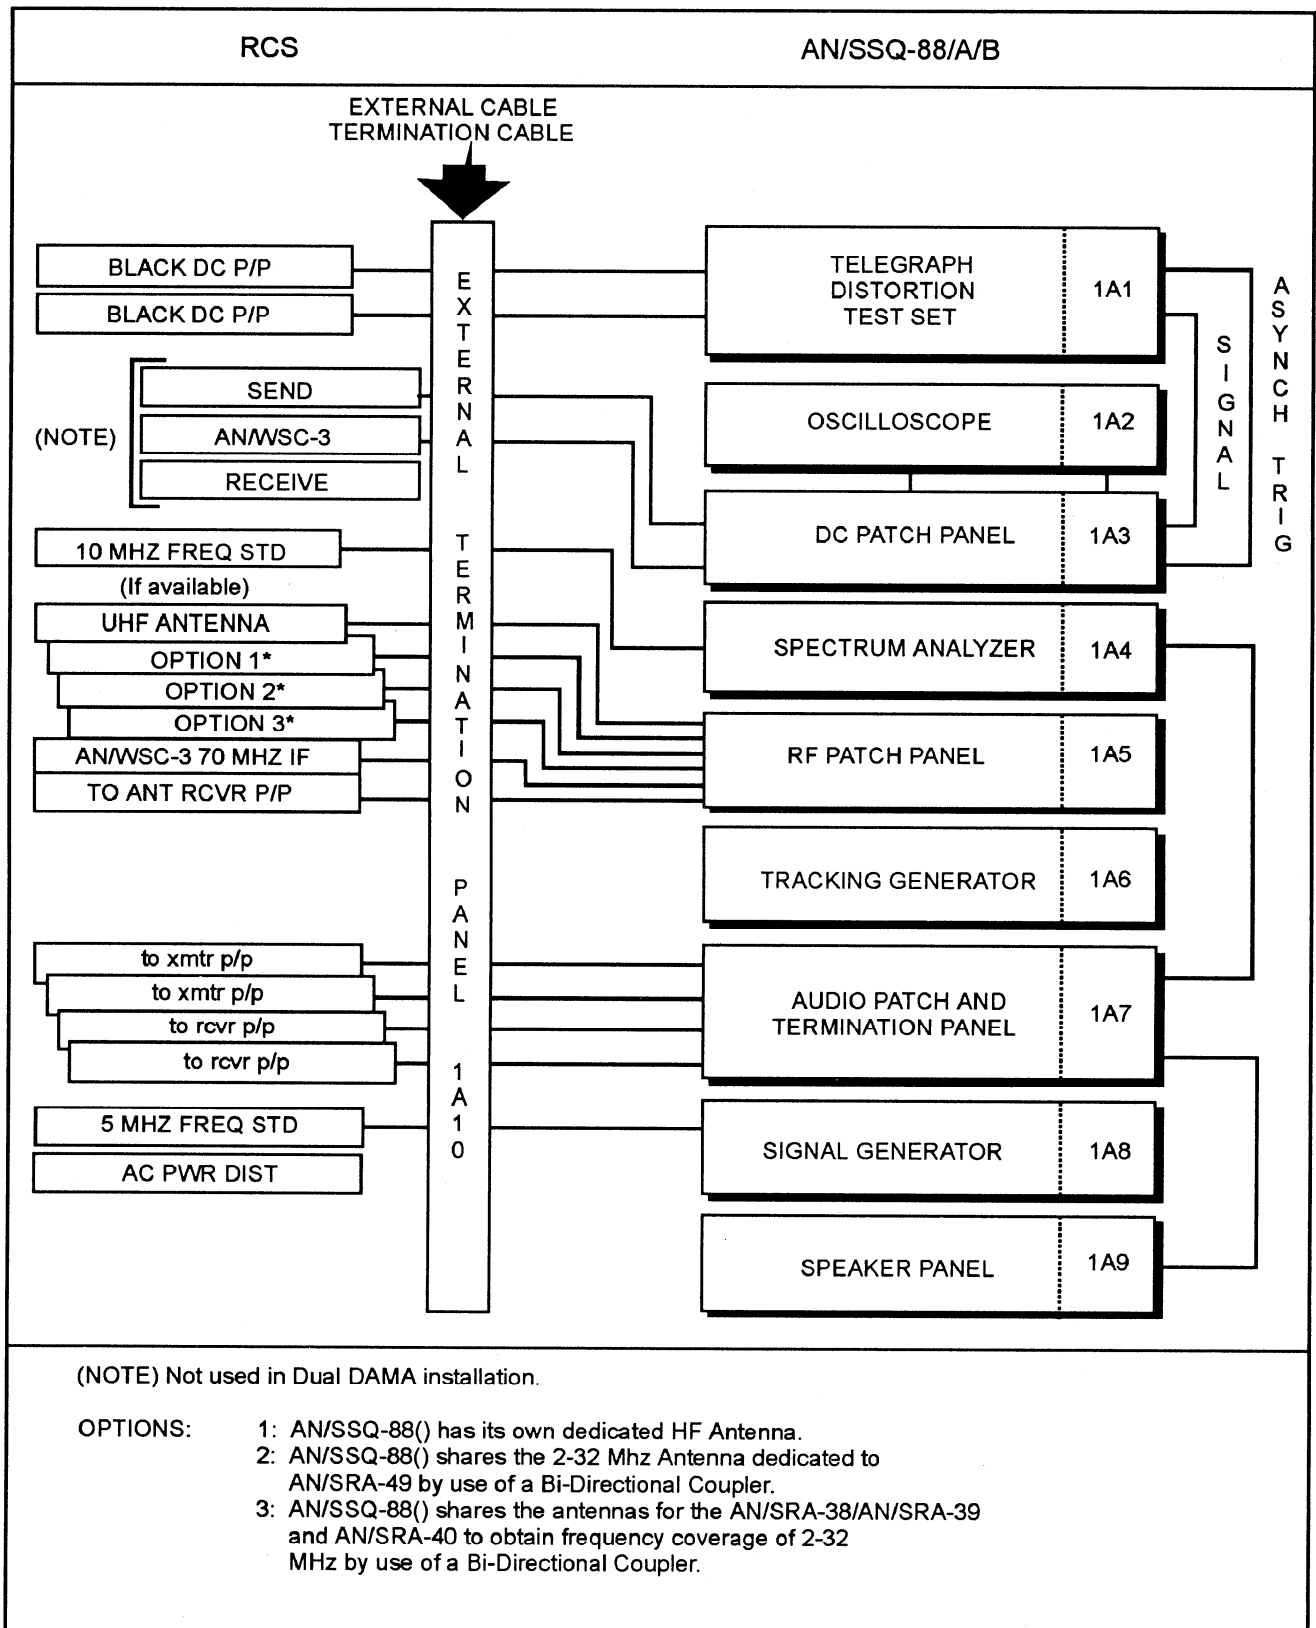 RCS
AN/SSQ-88/A/B
EXTERNAL CABLE
TERMINATION CABLE
BLACK DC P/P
BLACK DC P/P
(NOTE)
SEND
AN/WSC-3
RECEIVE
10 MHZ FREQ STD
(If available)
UHF ANTENNA
OPTION 1*
OPTION 2*
OPTION 3*
AN/WSC-3 70 MHZ IF
TO ANT RCVR P/P
to xmtr p/p
to xmtr p/p
to rcvr p/p
to rcvr p/p
5 MHZ FREQ STD
AC PWR DIST
EXTERNAL TERMINATION PANEL 1A10
TELEGRAPH
DISTORTION
TEST SET
1A1
OSCILLOSCOPE
1A2
DC PATCH PANEL
1A3
SPECTRUM ANALYZER
1A4
RF PATCH PANEL
1A5
TRACKING GENERATOR
1A6
AUDIO PATCH AND
TERMINATION PANEL
1A7
SIGNAL GENERATOR
1A8
SPEAKER PANEL
1A9
SIGNAL
ASYNCH TRIG
(NOTE) Not used in Dual DAMA installation.
OPTIONS: 1: AN/SSQ-88() has its own dedicated HF Antenna.
2: AN/SSQ-88() shares the 2-32 Mhz Antenna dedicated to
AN/SRA-49 by use of a Bi-Directional Coupler.
3: AN/SSQ-88() shares the antennas for the AN/SRA-38/AN/SRA-39
and AN/SRA-40 to obtain frequency coverage of 2-32
MHz by use of a Bi-Directional Coupler.